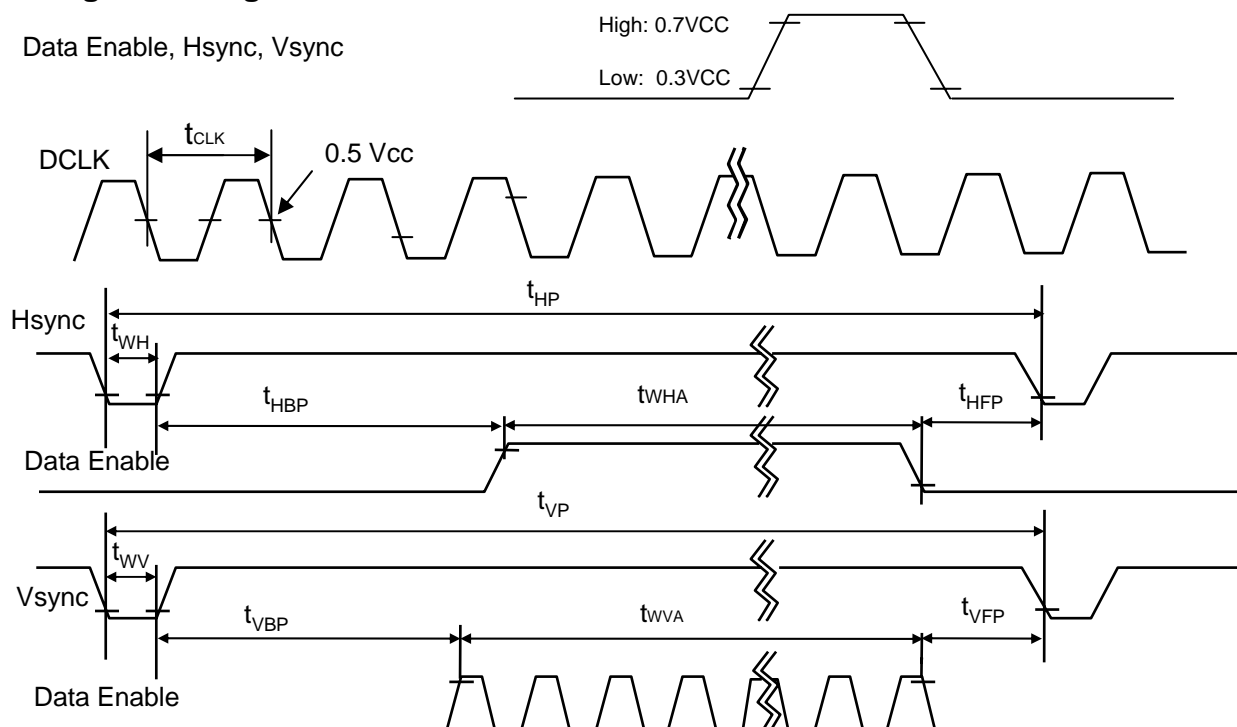 Data Enable, Hsync, Vsync
High: 0.7VCC
Low: 0.3VCC
tCLK
DCLK
0.5 Vcc
tHP
Hsync
tWH
tHBP
tWHA
tHFP
Data Enable
tVP
tWV
Vsync
tVBP
tWVA
tVFP
Data Enable